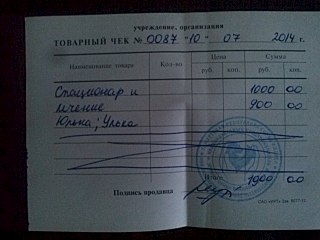 учреждение, организация
ТОВАРНЫЙ ЧЕК № 0087 "10" 07 2014 г.
Наименование товара Кол-во Цена Сумма
руб. коп. руб. коп.
Стационар и 1000 00
лечение 900 00
Юлька; Улька
Итого: 1900 00
Подпись продавца